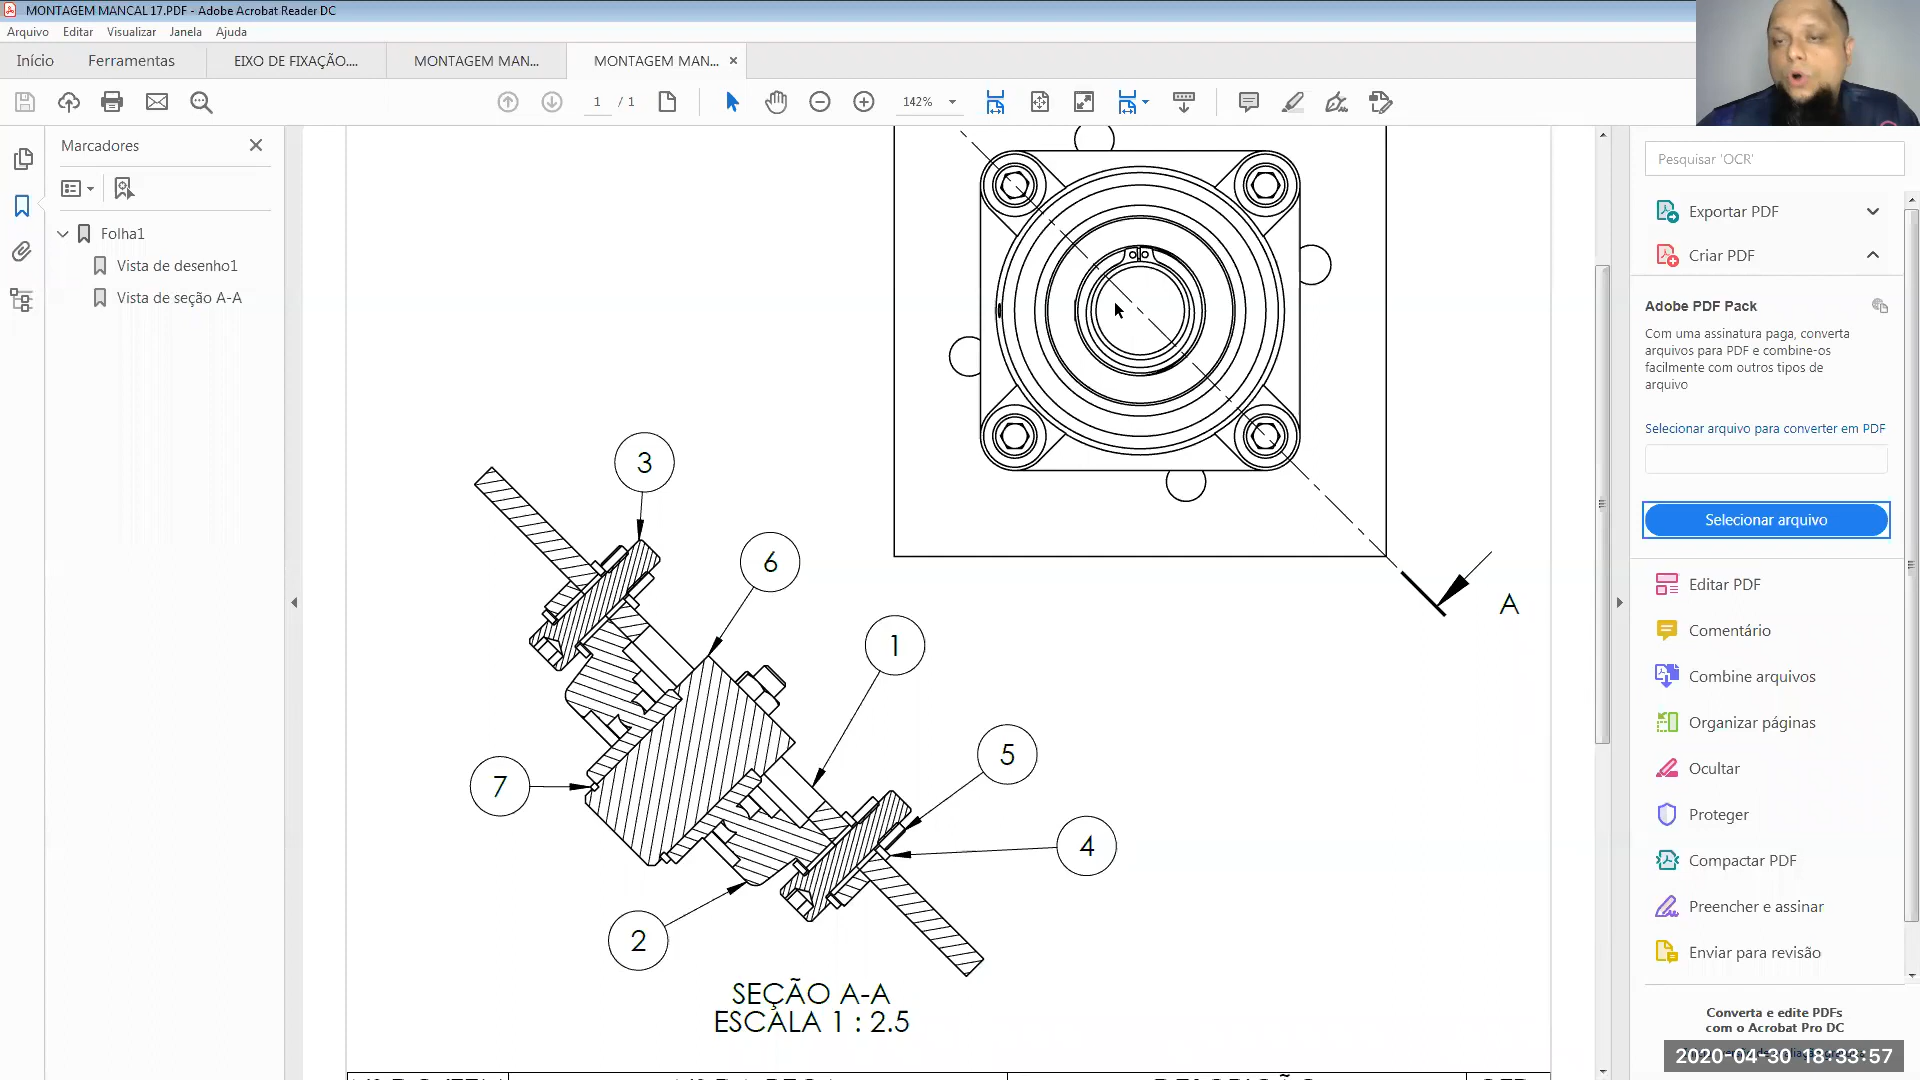 MONTAGEM MANCAL 17.PDF - Adobe Acrobat Reader DC
Arquivo Editar Visualizar Janela Ajuda
Início Ferramentas EIXO DE FIXAÇÃO.... MONTAGEM MAN... MONTAGEM MAN...
1 / 1 142%
Marcadores
Folha1
Vista de desenho1
Vista de seção A-A
3
6
1
5
7
4
2
A
SEÇÃO A-A
ESCALA 1 : 2.5
Pesquisar 'OCR'
Exportar PDF
Criar PDF
Adobe PDF Pack
Com uma assinatura paga, converta
arquivos para PDF e combine-os
facilmente com outros tipos de
arquivo
Selecionar arquivo para converter em PDF
Selecionar arquivo
Editar PDF
Comentário
Combine arquivos
Organizar páginas
Ocultar
Proteger
Compactar PDF
Preencher e assinar
Enviar para revisão
Converta e edite PDFs
com o Acrobat Pro DC
2020-04-30 18:33:57